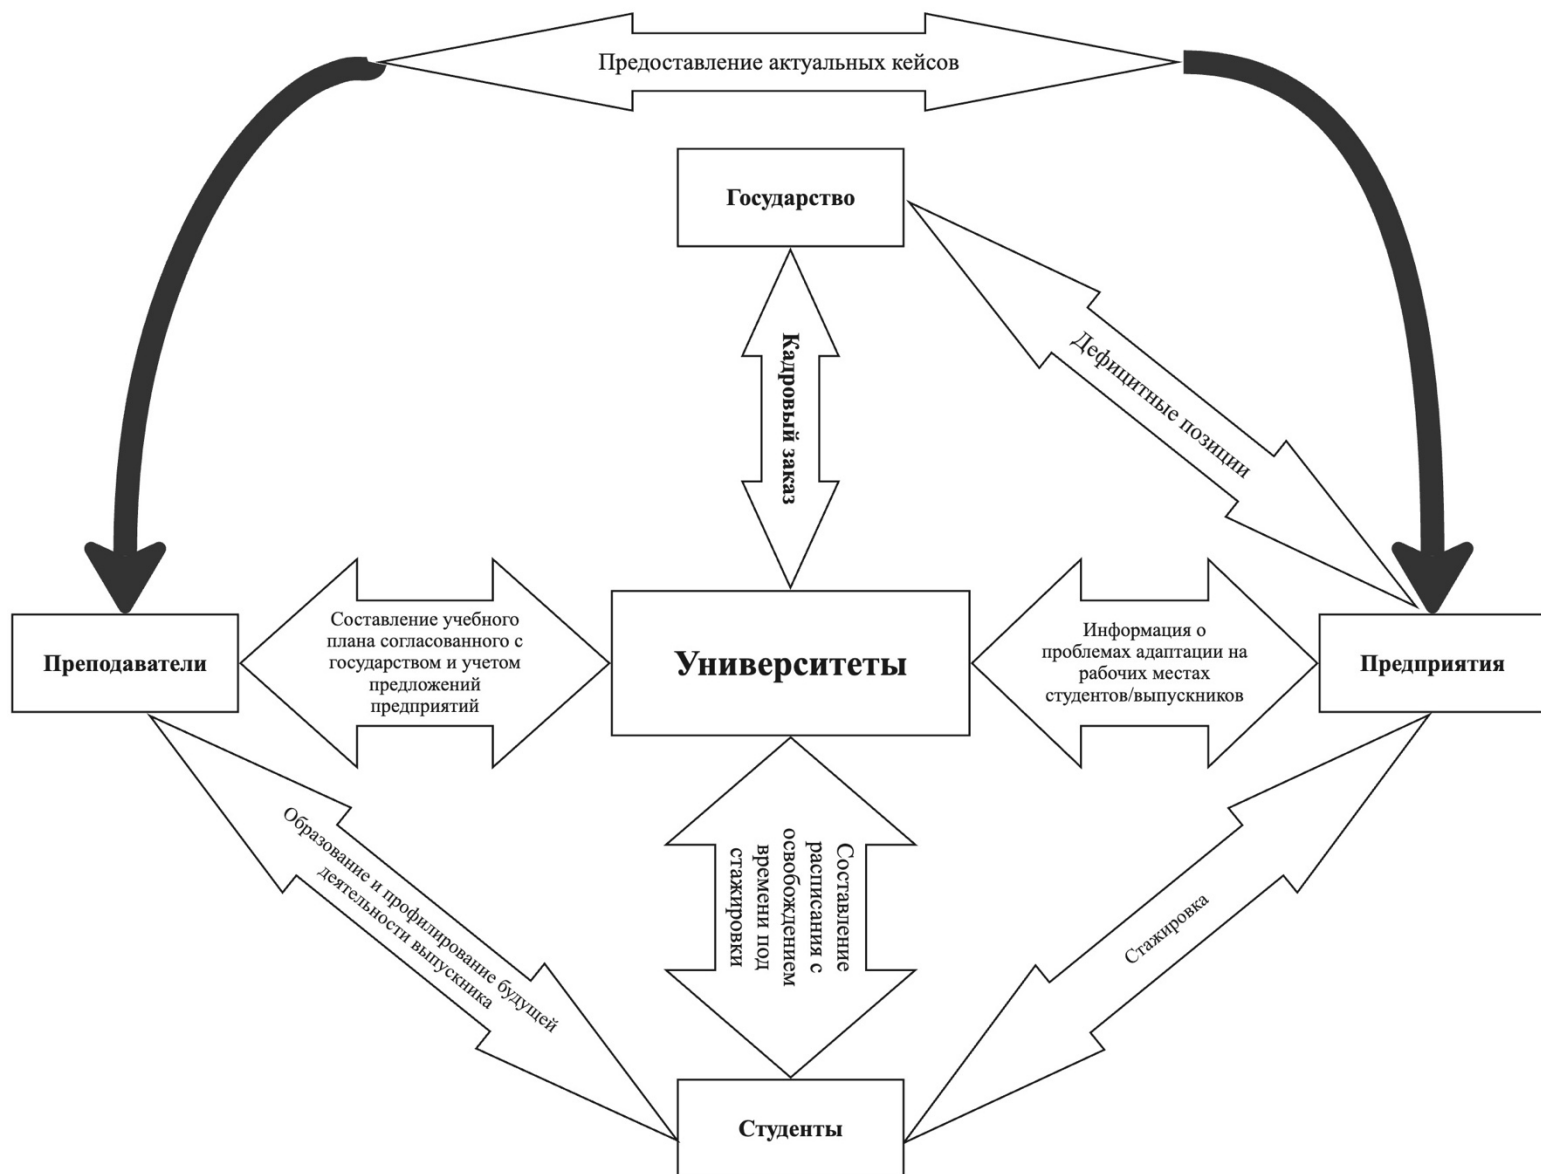 Предоставление актуальных кейсов
Государство
Кадровый заказ
Дефицитные позиции
Преподаватели
Составление учебного
плана согласованного с
государством и учетом
предложений
предприятий
Университеты
Информация о
проблемах адаптации на
рабочих местах
студентов/выпускников
Предприятия
Образование и профилирование будущей
деятельности выпускника
Составление
расписания с
освобождением
времени под
стажировки
Стажировка
Студенты